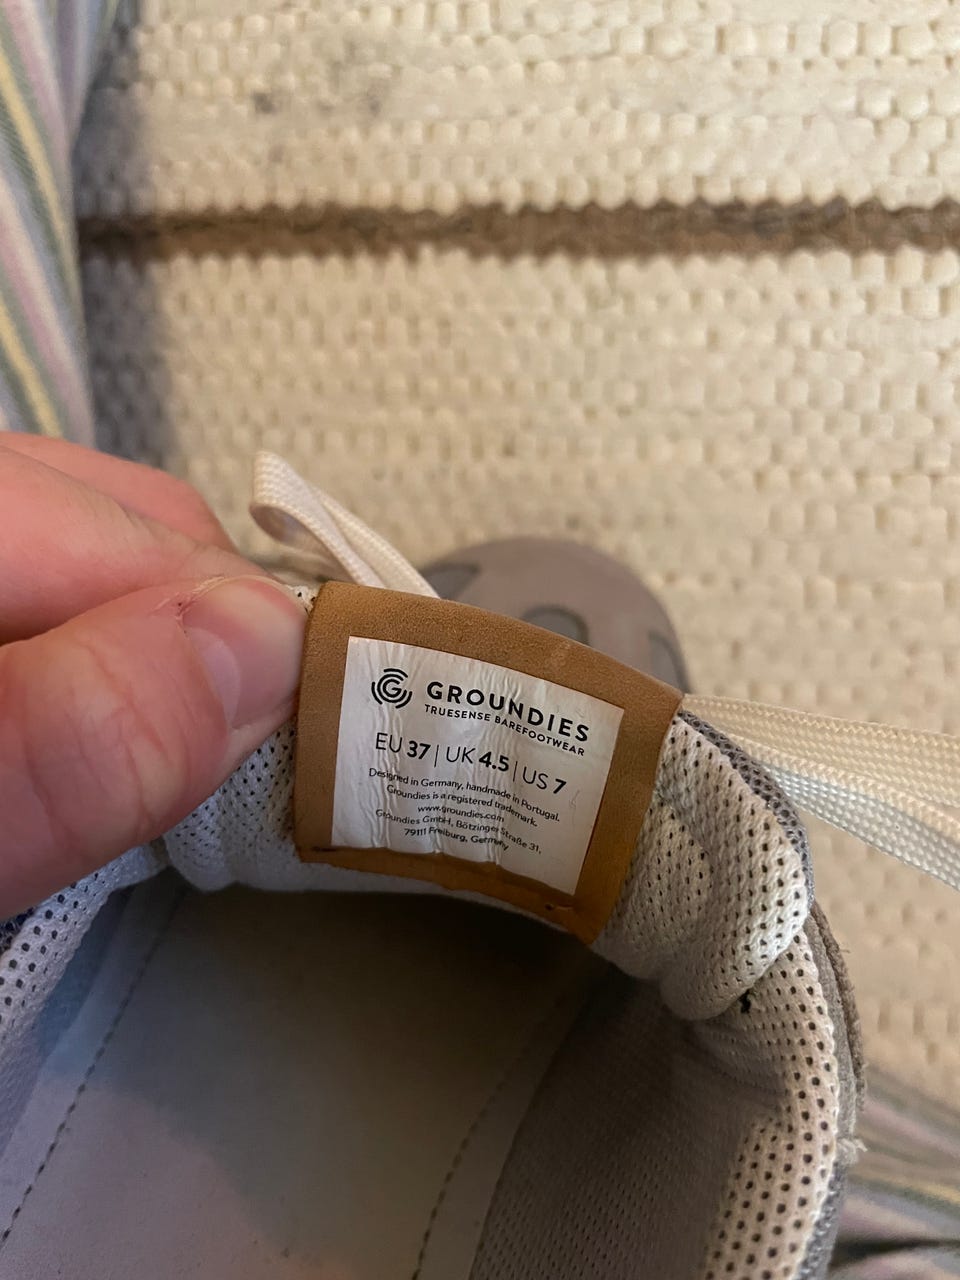 GROUNDIES
TRUESENSE BAREFOOTWEAR
EU 37 | UK 4.5 | US 7
Designed in Germany, handmade in Portugal.
Groundies is a registered trademark.
www.groundies.com
Groundies GmbH, Bötzinger Straße 31,
79111 Freiburg, Germany